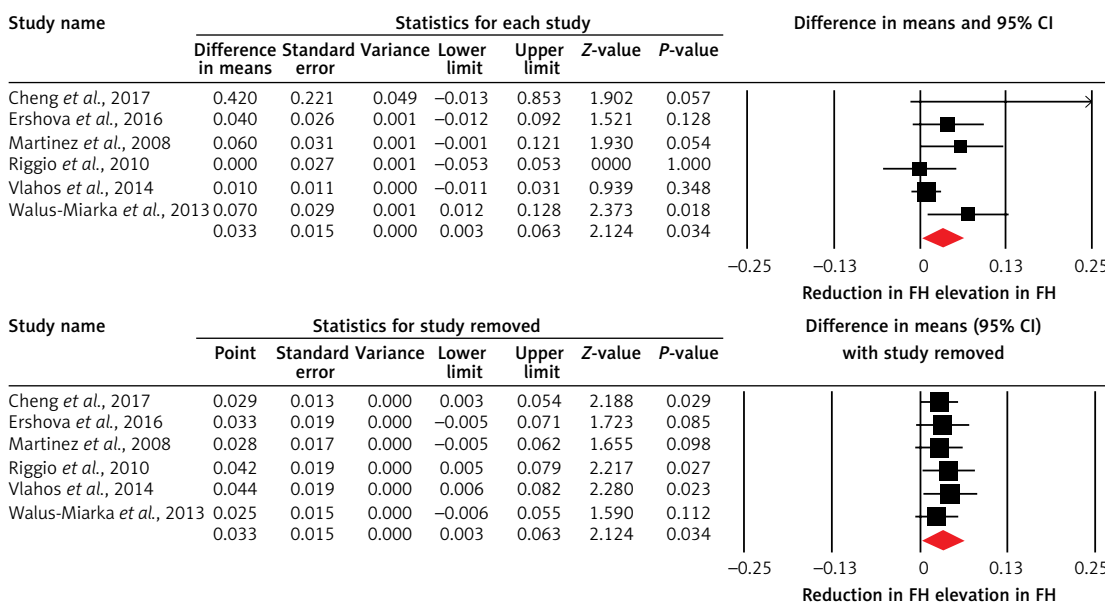 Study name Statistics for each study Difference in means and 95% CI
Difference Standard Variance Lower Upper Z-value P-value
in means error limit limit
Cheng et al., 2017 0.420 0.221 0.049 –0.013 0.853 1.902 0.057
Ershova et al., 2016 0.040 0.026 0.001 –0.012 0.092 1.521 0.128
Martinez et al., 2008 0.060 0.031 0.001 –0.001 0.121 1.930 0.054
Riggio et al., 2010 0.000 0.027 0.001 –0.053 0.053 0000 1.000
Vlahos et al., 2014 0.010 0.011 0.000 –0.011 0.031 0.939 0.348
Walus-Miarka et al., 2013 0.070 0.029 0.001 0.012 0.128 2.373 0.018
0.033 0.015 0.000 0.003 0.063 2.124 0.034
–0.25 –0.13 0 0.13 0.25
Reduction in FH elevation in FH
Study name Statistics for study removed Difference in means (95% CI)
with study removed
Point Standard Variance Lower Upper Z-value P-value
error limit limit
Cheng et al., 2017 0.029 0.013 0.000 0.003 0.054 2.188 0.029
Ershova et al., 2016 0.033 0.019 0.000 –0.005 0.071 1.723 0.085
Martinez et al., 2008 0.028 0.017 0.000 –0.005 0.062 1.655 0.098
Riggio et al., 2010 0.042 0.019 0.000 0.005 0.079 2.217 0.027
Vlahos et al., 2014 0.044 0.019 0.000 0.006 0.082 2.280 0.023
Walus-Miarka et al., 2013 0.025 0.015 0.000 –0.006 0.055 1.590 0.112
0.033 0.015 0.000 0.003 0.063 2.124 0.034
–0.25 –0.13 0 0.13 0.25
Reduction in FH elevation in FH